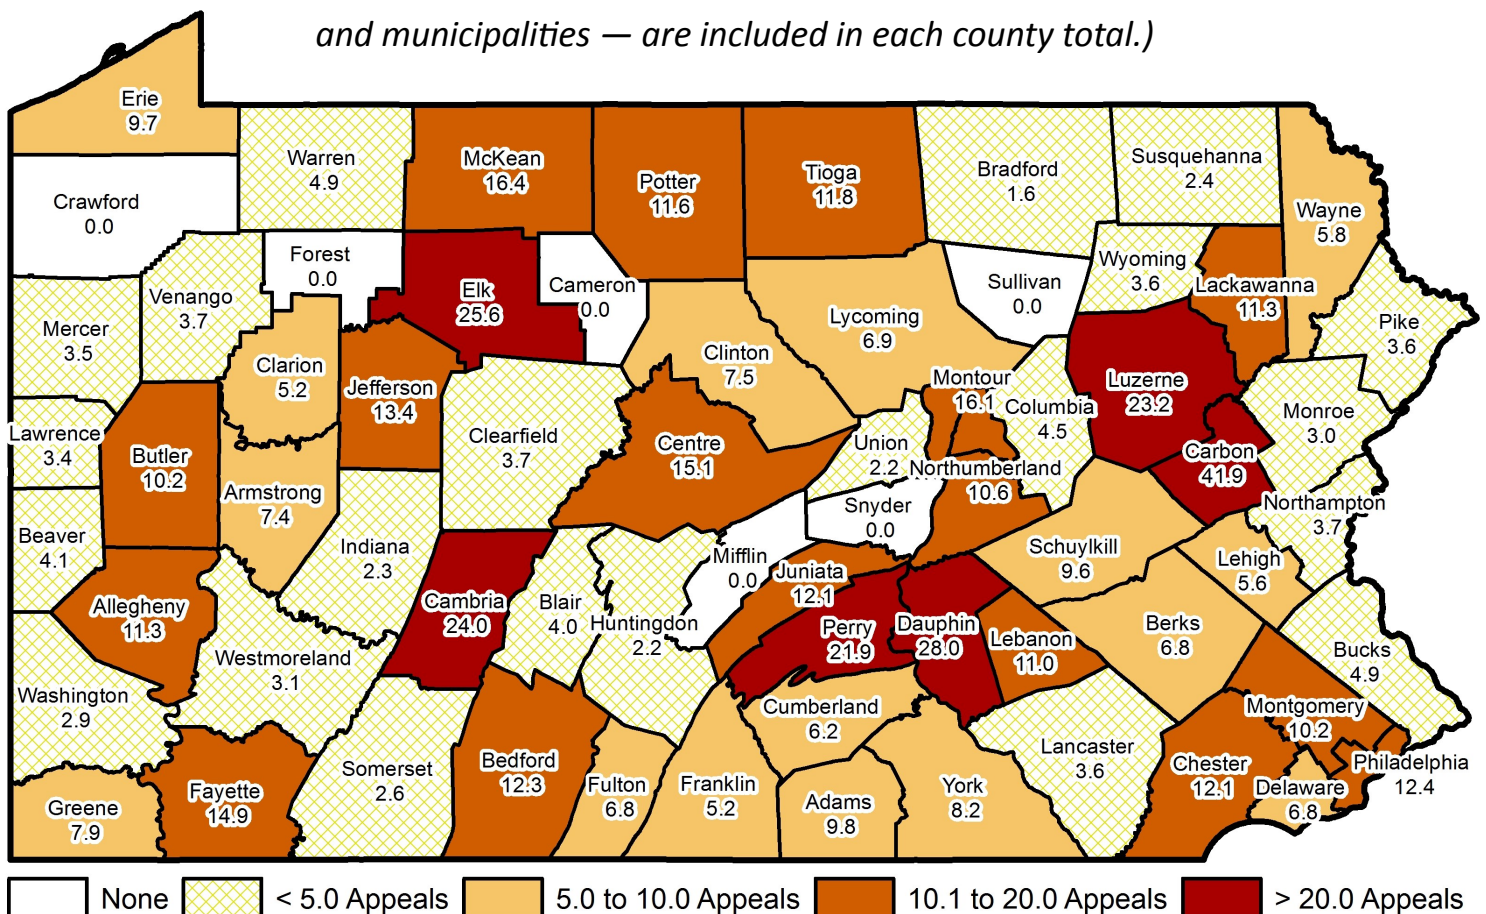 and municipalities — are included in each county total.)
Erie
9.7
Warren
4.9
McKean
16.4
Potter
11.6
Tioga
11.8
Bradford
1.6
Susquehanna
2.4
Wayne
5.8
Crawford
0.0
Forest
0.0
Elk
25.6
Cameron
0.0
Sullivan
0.0
Wyoming
3.6
Lackawanna
11.3
Pike
3.6
Venango
3.7
Mercer
3.5
Clarion
5.2
Jefferson
13.4
Clinton
7.5
Lycoming
6.9
Montour
16.1
Columbia
4.5
Luzerne
23.2
Monroe
3.0
Lawrence
3.4
Butler
10.2
Clearfield
3.7
Centre
15.1
Union
2.2
Northumberland
10.6
Carbon
41.9
Northampton
3.7
Armstrong
7.4
Beaver
4.1
Indiana
2.3
Snyder
0.0
Mifflin
0.0
Juniata
12.1
Schuylkill
9.6
Lehigh
5.6
Allegheny
11.3
Cambria
24.0
Blair
4.0
Huntingdon
2.2
Perry
21.9
Dauphin
28.0
Lebanon
11.0
Berks
6.8
Bucks
4.9
Westmoreland
3.1
Washington
2.9
Cumberland
6.2
Lancaster
3.6
Montgomery
10.2
Philadelphia
12.4
Greene
7.9
Fayette
14.9
Somerset
2.6
Bedford
12.3
Fulton
6.8
Franklin
5.2
Adams
9.8
York
8.2
Chester
12.1
Delaware
6.8
None
< 5.0 Appeals
5.0 to 10.0 Appeals
10.1 to 20.0 Appeals
> 20.0 Appeals